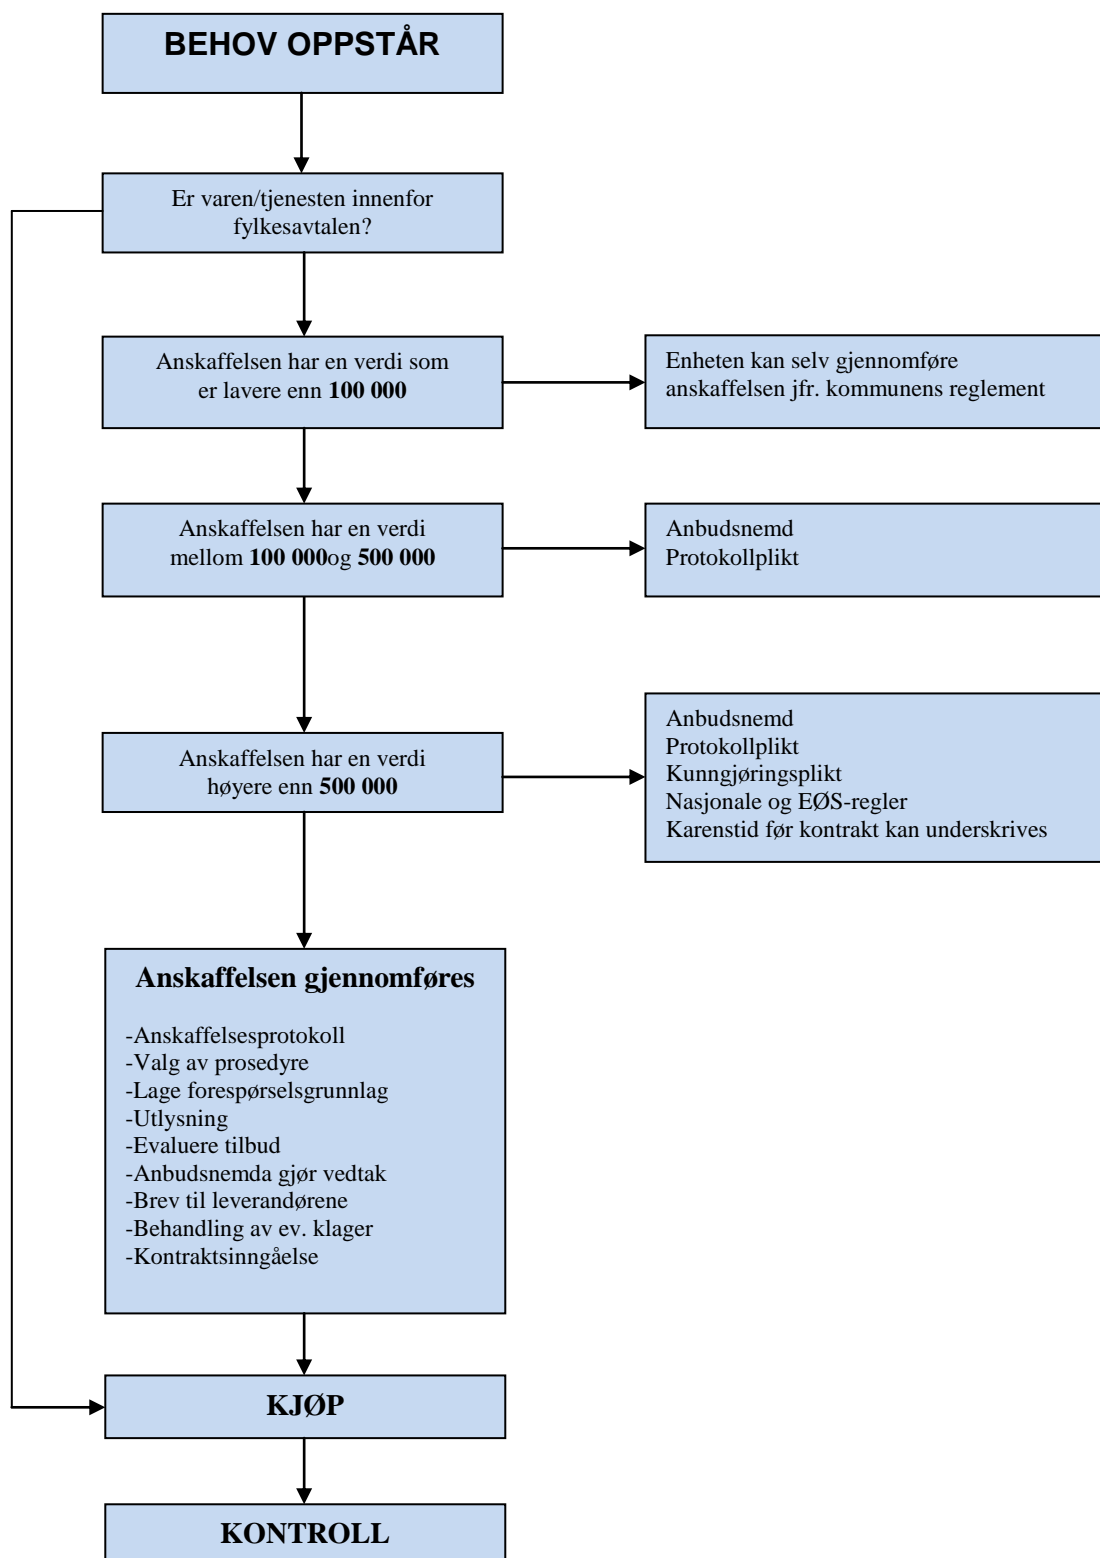 BEHOV OPPSTÅR
Er varen/tjenesten innenfor
fylkesavtalen?
Anskaffelsen har en verdi som
er lavere enn 100 000
Enheten kan selv gjennomføre
anskaffelsen jfr. kommunens reglement
Anskaffelsen har en verdi
mellom 100 000og 500 000
Anbudsnemd
Protokollplikt
Anskaffelsen har en verdi
høyere enn 500 000
Anbudsnemd
Protokollplikt
Kunngjøringsplikt
Nasjonale og EØS-regler
Karenstid før kontrakt kan underskrives
Anskaffelsen gjennomføres
-Anskaffelsesprotokoll
-Valg av prosedyre
-Lage forespørselsgrunnlag
-Utlysning
-Evaluere tilbud
-Anbudsnemda gjør vedtak
-Brev til leverandørene
-Behandling av ev. klager
-Kontraktsinngåelse
KJØP
KONTROLL